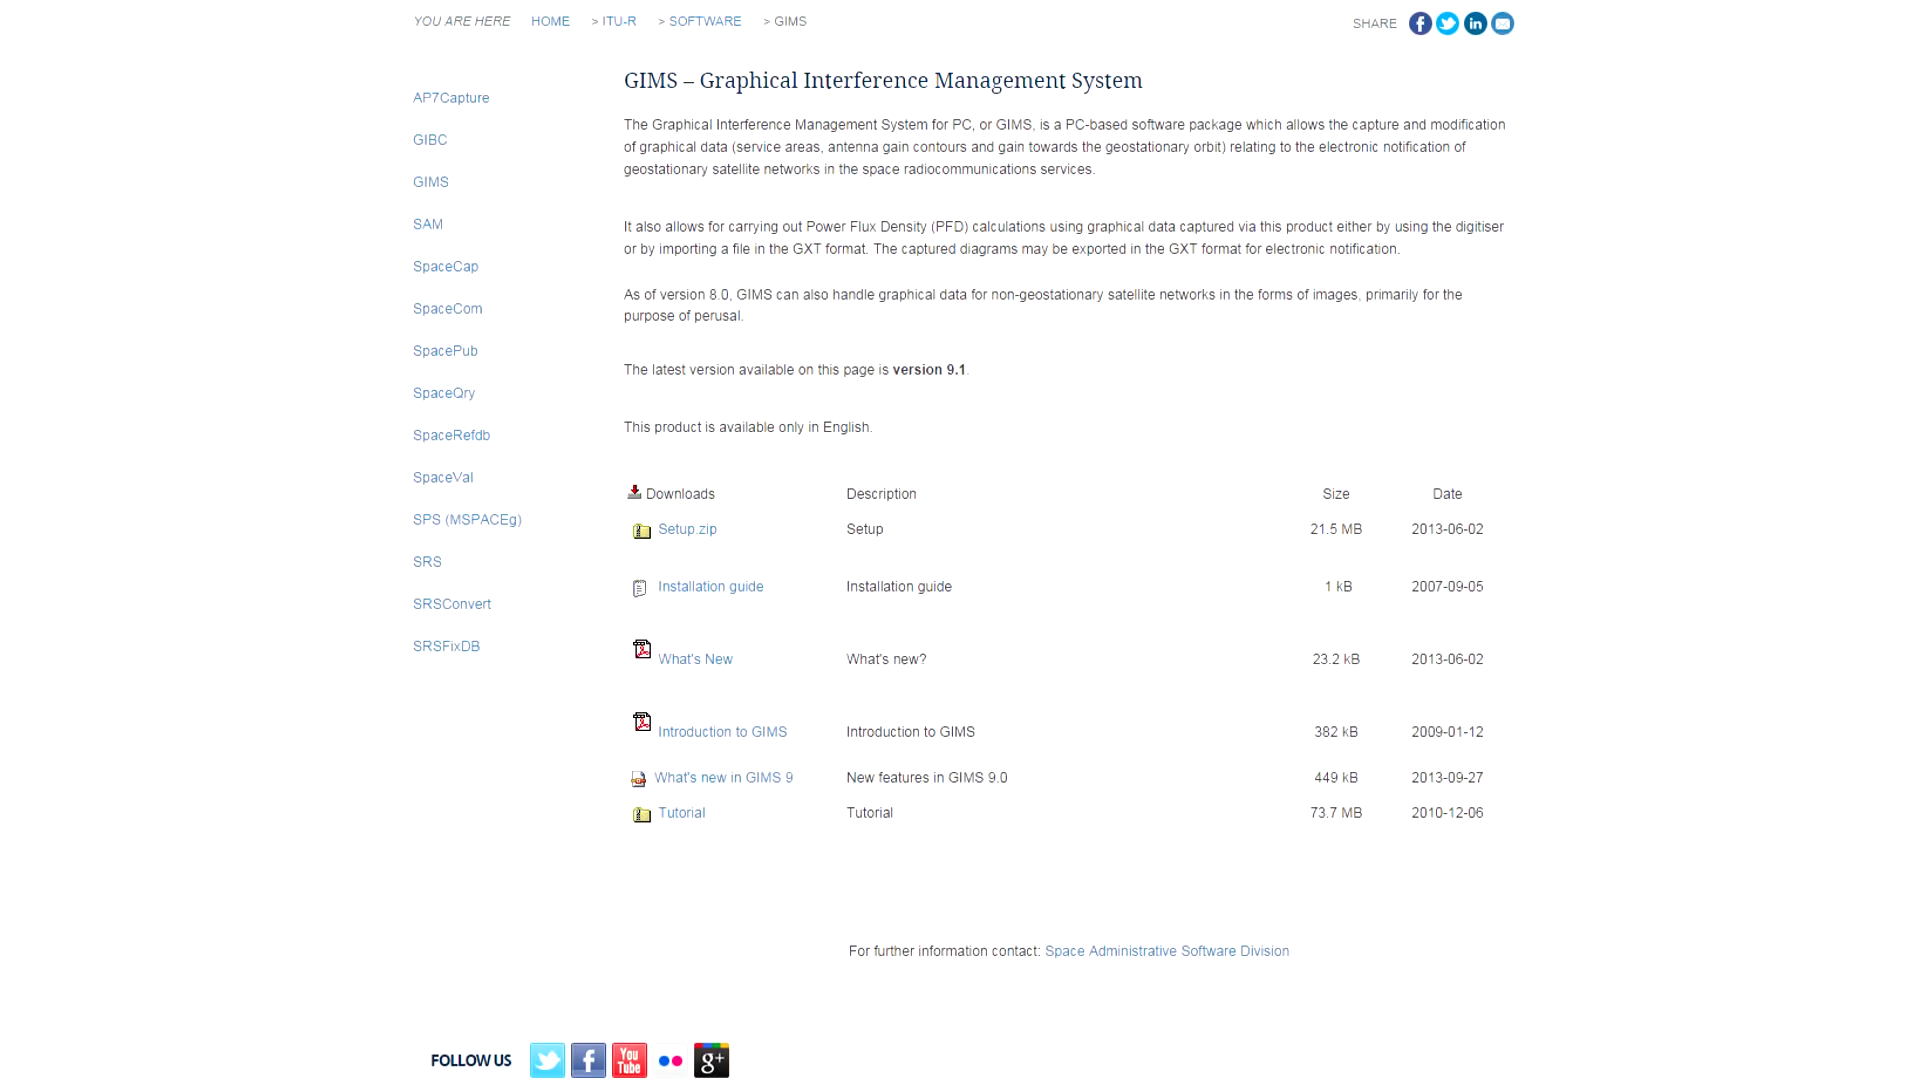 YOU ARE HERE HOME > ITU-R > SOFTWARE > GIMS
SHARE
AP7Capture
GIBC
GIMS
SAM
SpaceCap
SpaceCom
SpacePub
SpaceQry
SpaceRefdb
SpaceVal
SPS (MSPACEg)
SRS
SRSConvert
SRSFixDB
GIMS – Graphical Interference Management System
The Graphical Interference Management System for PC, or GIMS, is a PC-based software package which allows the capture and modification
of graphical data (service areas, antenna gain contours and gain towards the geostationary orbit) relating to the electronic notification of
geostationary satellite networks in the space radiocommunications services.
It also allows for carrying out Power Flux Density (PFD) calculations using graphical data captured via this product either by using the digitiser
or by importing a file in the GXT format. The captured diagrams may be exported in the GXT format for electronic notification.
As of version 8.0, GIMS can also handle graphical data for non-geostationary satellite networks in the forms of images, primarily for the
purpose of perusal.
The latest version available on this page is version 9.1.
This product is available only in English.
Downloads Description Size Date
Setup.zip Setup 21.5 MB 2013-06-02
Installation guide Installation guide 1 kB 2007-09-05
What's New What's new? 23.2 kB 2013-06-02
Introduction to GIMS Introduction to GIMS 382 kB 2009-01-12
What's new in GIMS 9 New features in GIMS 9.0 449 kB 2013-09-27
Tutorial Tutorial 73.7 MB 2010-12-06
For further information contact: Space Administrative Software Division
FOLLOW US You Tube g+